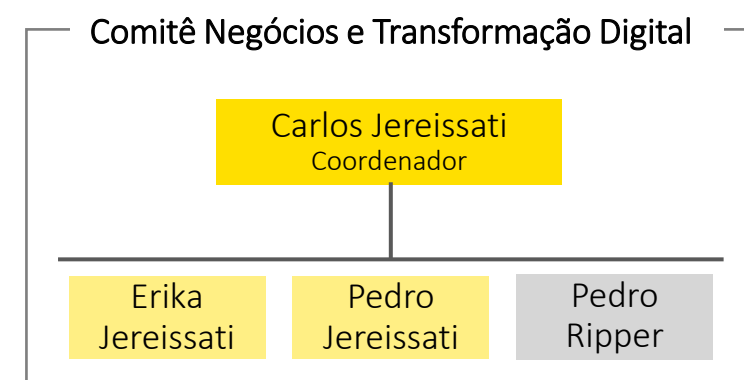 Comitê Negócios e Transformação Digital
Carlos Jereissati
Coordenador
Erika
Jereissati
Pedro
Jereissati
Pedro
Ripper